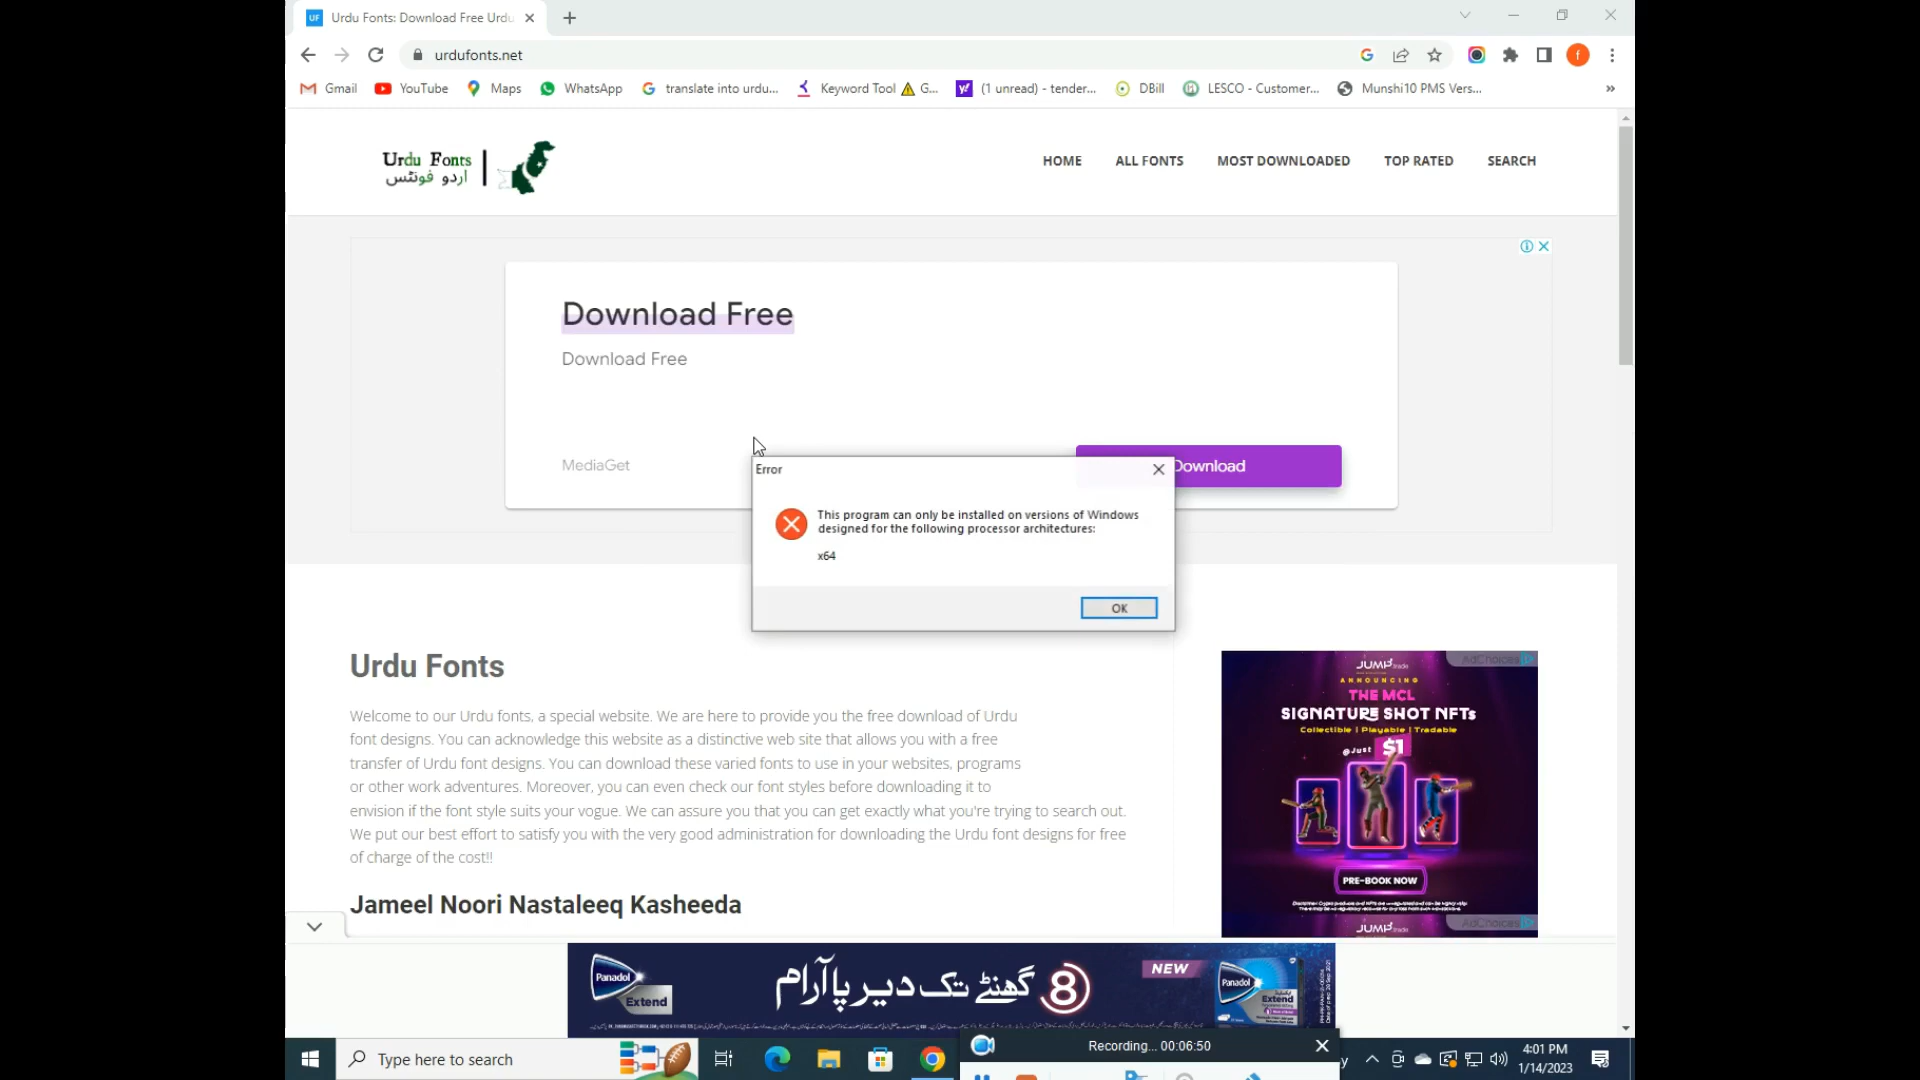 Urdu Fonts: Download Free Urdu
urdufonts.net
Gmail
YouTube
Maps
WhatsApp
translate into urdu...
Keyword Tool
G...
(1 unread) - tender...
DBill
LESCO - Customer...
Munshi10 PMS Vers...
Urdu Fonts
اردو فونٹس
HOME
ALL FONTS
MOST DOWNLOADED
TOP RATED
SEARCH
Download Free
Download Free
MediaGet
Download
Error
This program can only be installed on versions of Windows
designed for the following processor architectures:
x64
OK
Urdu Fonts
Welcome to our Urdu fonts, a special website. We are here to provide you the free download of Urdu
font designs. You can acknowledge this website as a distinctive web site that allows you with a free
transfer of Urdu font designs. You can download these varied fonts to use in your websites, programs
or other work adventures. Moreover, you can even check our font styles before downloading it to
envision if the font style suits your vogue. We can assure you that you can get exactly what you're trying to search out.
We put our best effort to satisfy you with the very good administration for downloading the Urdu font designs for free
of charge of the cost!!
Jameel Noori Nastaleeq Kasheeda
AdChoices
JUMP.trade
ANNOUNCING
THE MCL
SIGNATURE SHOT NFTs
Collectible | Playable | Tradable
@Just $1
PRE-BOOK NOW
AdChoices
JUMP.trade
Panadol
Extend
8 گھنٹے تک دیر پا آرام
NEW
Panadol
Extend
Type here to search
Recording... 00:06:50
y
4:01 PM
1/14/2023